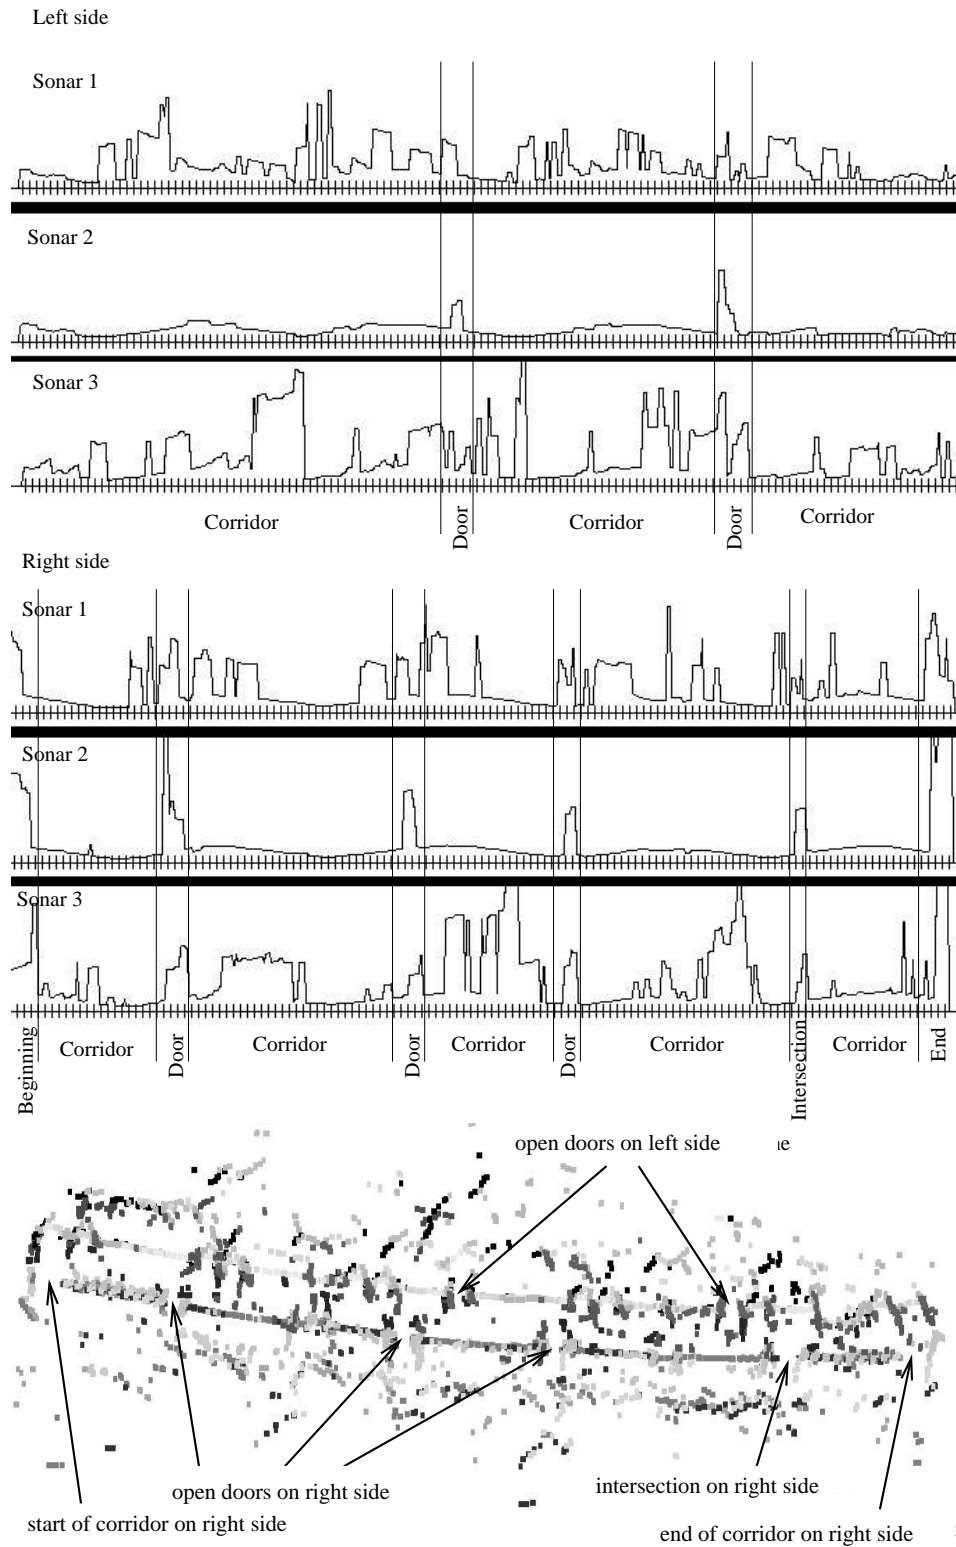 Left side
Sonar 1
Sonar 2
Sonar 3
Corridor
Door
Corridor
Door
Corridor
Right side
Sonar 1
Sonar 2
Sonar 3
Beginning
Corridor
Door
Corridor
Door
Corridor
Door
Corridor
Intersection
Corridor
End
open doors on left side
open doors on right side
intersection on right side
start of corridor on right side
end of corridor on right side